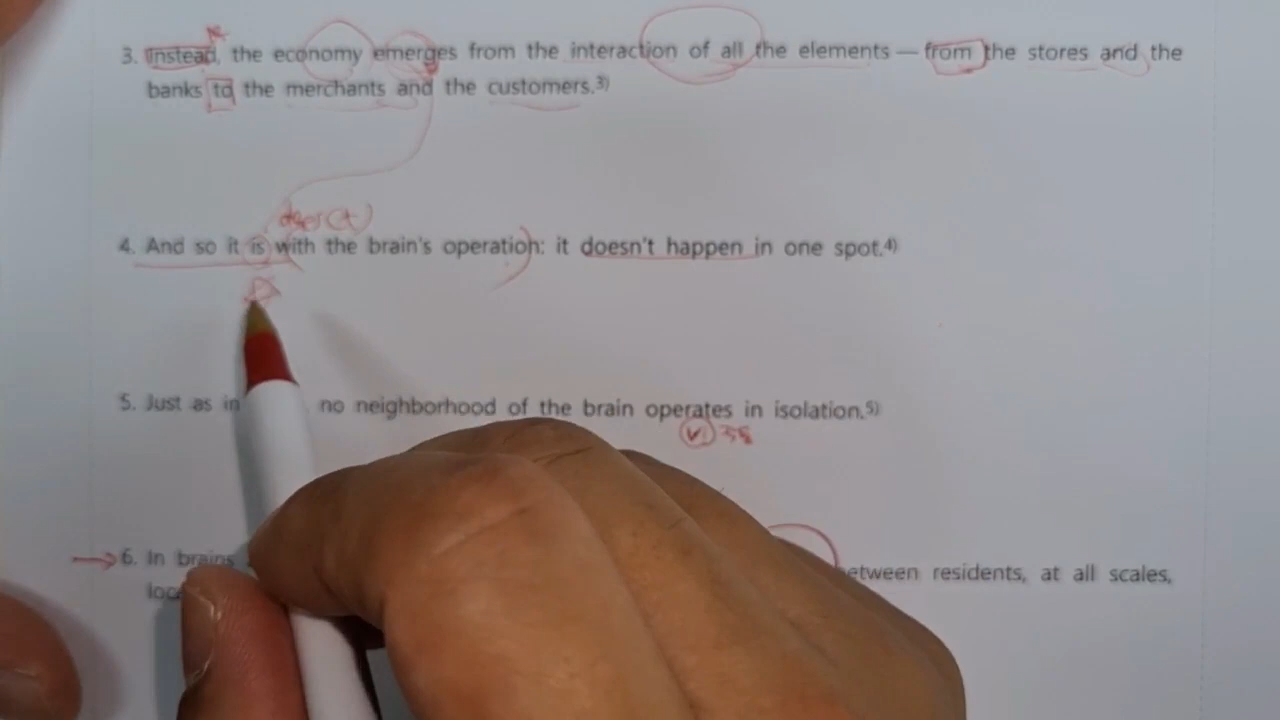 3. Instead, the economy emerges from the interaction of all the elements — from the stores and the
banks to the merchants and the customers.3)
does(x)
4. And so it is with the brain's operation: it doesn't happen in one spot.4)
5. Just as in no neighborhood of the brain operates in isolation.5)
6. In brains between residents, at all scales,